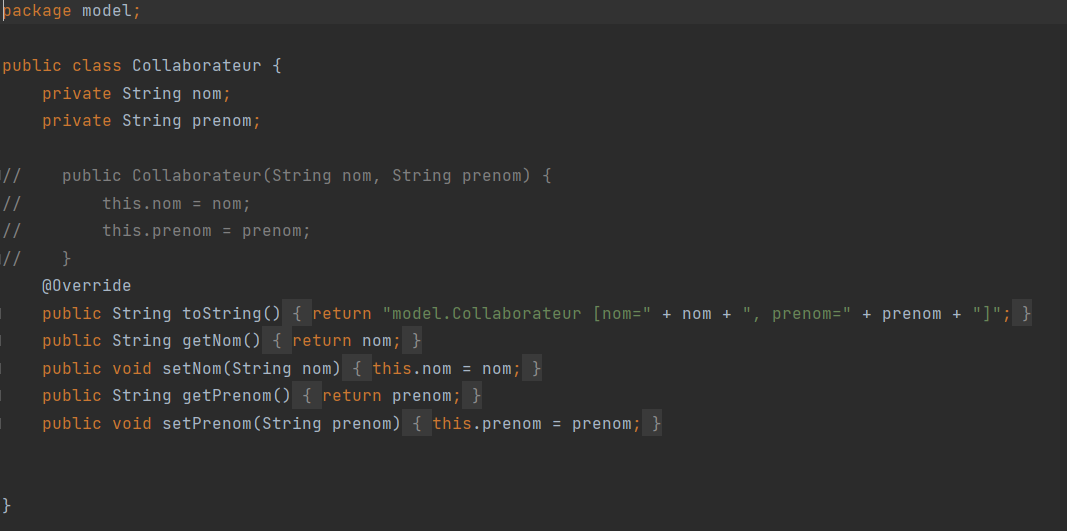 package model;
public class Collaborateur {
    private String nom;
    private String prenom;
//    public Collaborateur(String nom, String prenom) {
//        this.nom = nom;
//        this.prenom = prenom;
//    }
    @Override
    public String toString() { return "model.Collaborateur [nom=" + nom + ", prenom=" + prenom + "]"; }
    public String getNom() { return nom; }
    public void setNom(String nom) { this.nom = nom; }
    public String getPrenom() { return prenom; }
    public void setPrenom(String prenom) { this.prenom = prenom; }
}